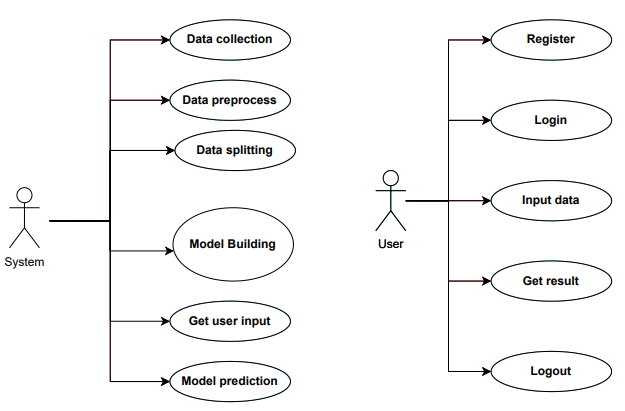 Data collection
Data preprocess
Data splitting
Model Building
Get user input
Model prediction
System
Register
Login
Input data
Get result
Logout
User